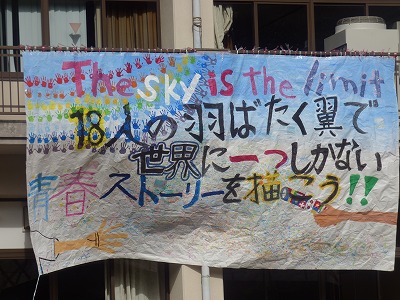 The sky is the limit
18人の羽ばたく翼で
世界に一つしかない
青春ストーリーを描こう!!